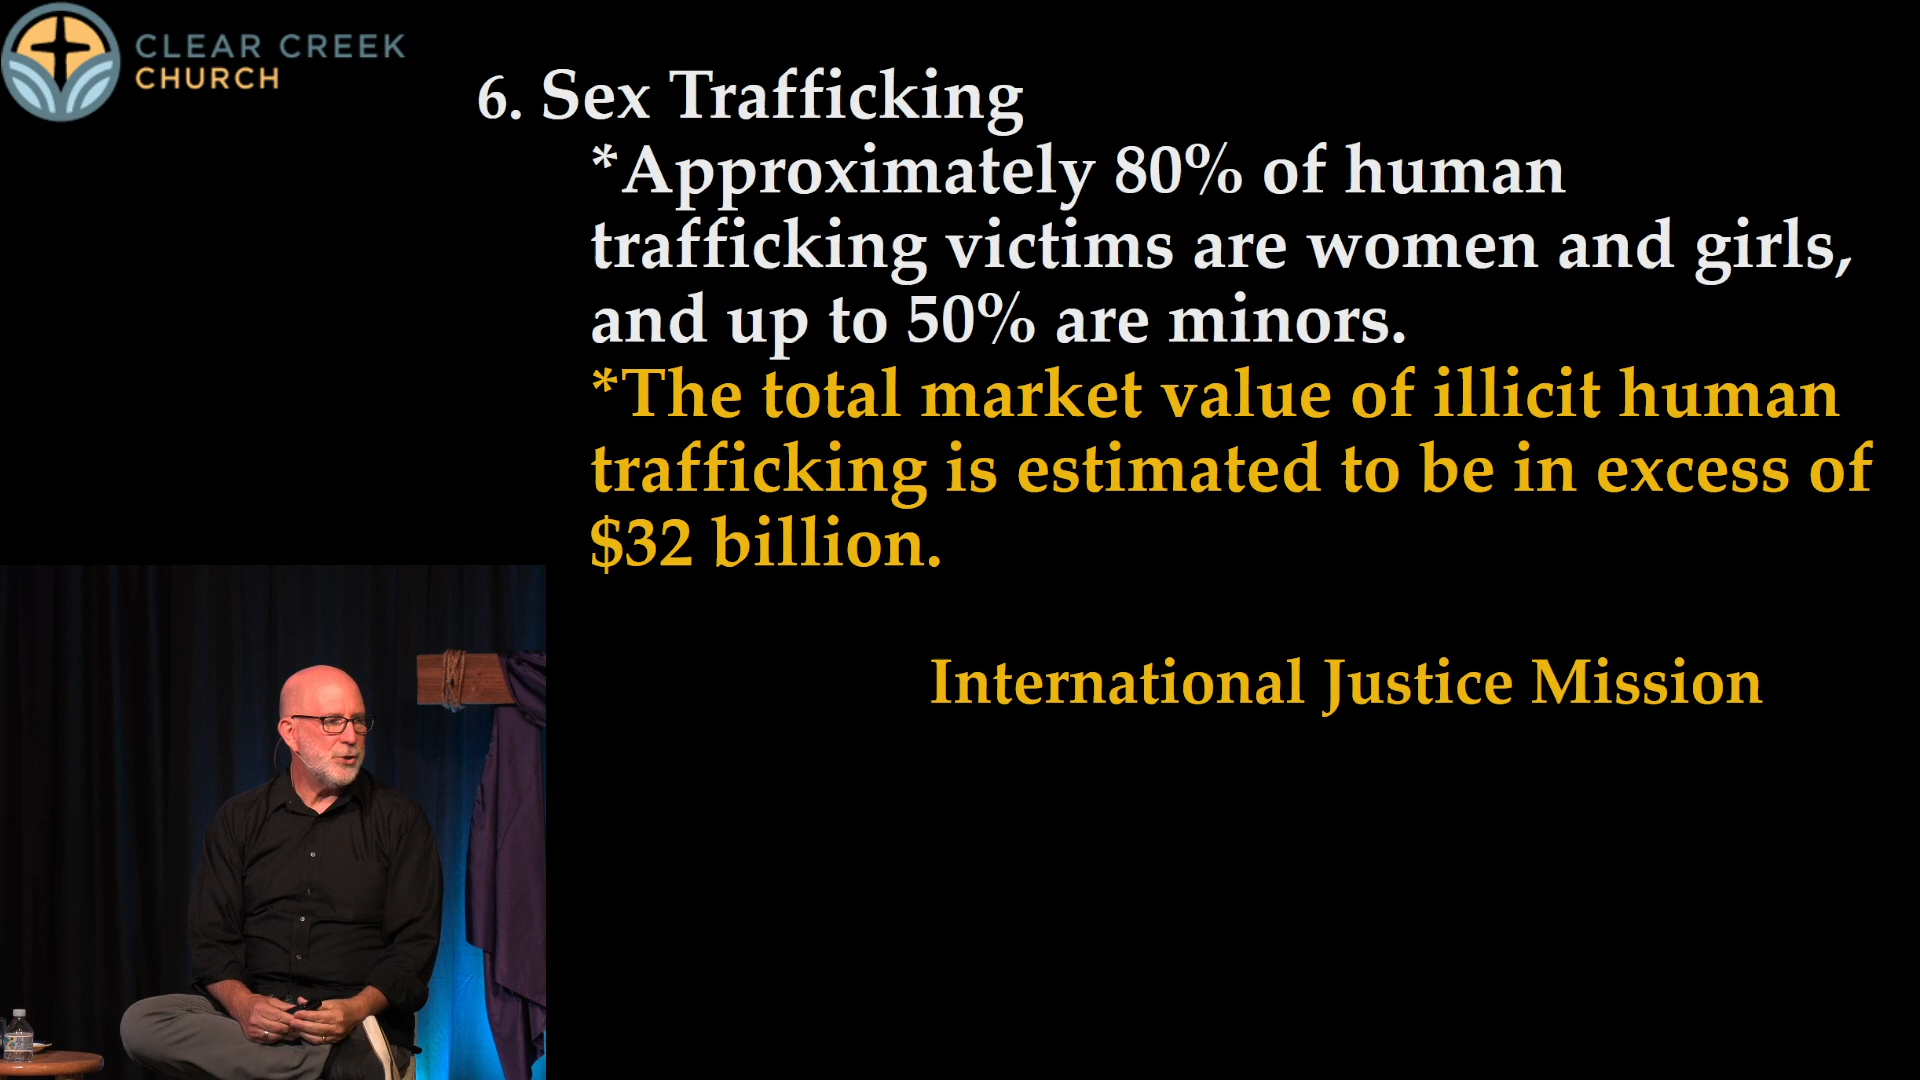 CLEAR CREEK
CHURCH
6. Sex Trafficking
*Approximately 80% of human
trafficking victims are women and girls,
and up to 50% are minors.
*The total market value of illicit human
trafficking is estimated to be in excess of
$32 billion.
International Justice Mission